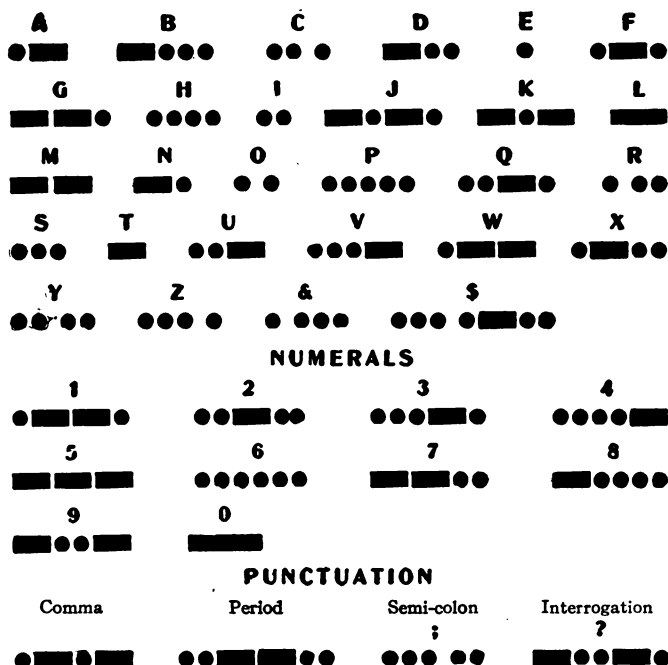 A B C D E F
G H I J K L
M N O P Q R
S T U V W X
Y Z & $
NUMERALS
1 2 3 4
5 6 7 8
9 0
PUNCTUATION
Comma Period Semi-colon Interrogation
; ?